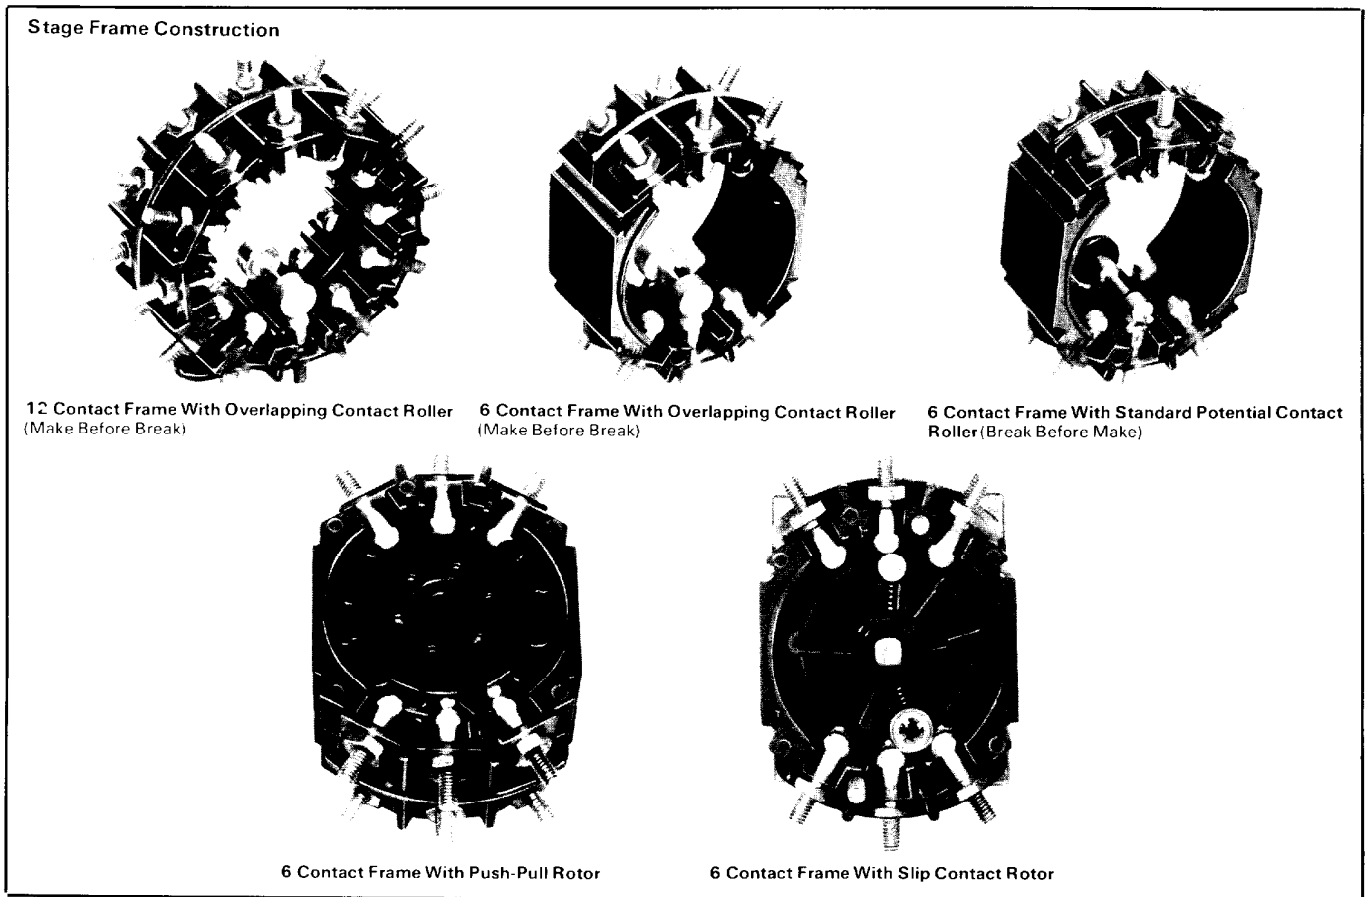 Stage Frame Construction
12 Contact Frame With Overlapping Contact Roller
(Make Before Break)
6 Contact Frame With Overlapping Contact Roller
(Make Before Break)
6 Contact Frame With Standard Potential Contact
Roller (Break Before Make)
6 Contact Frame With Push-Pull Rotor
6 Contact Frame With Slip Contact Rotor